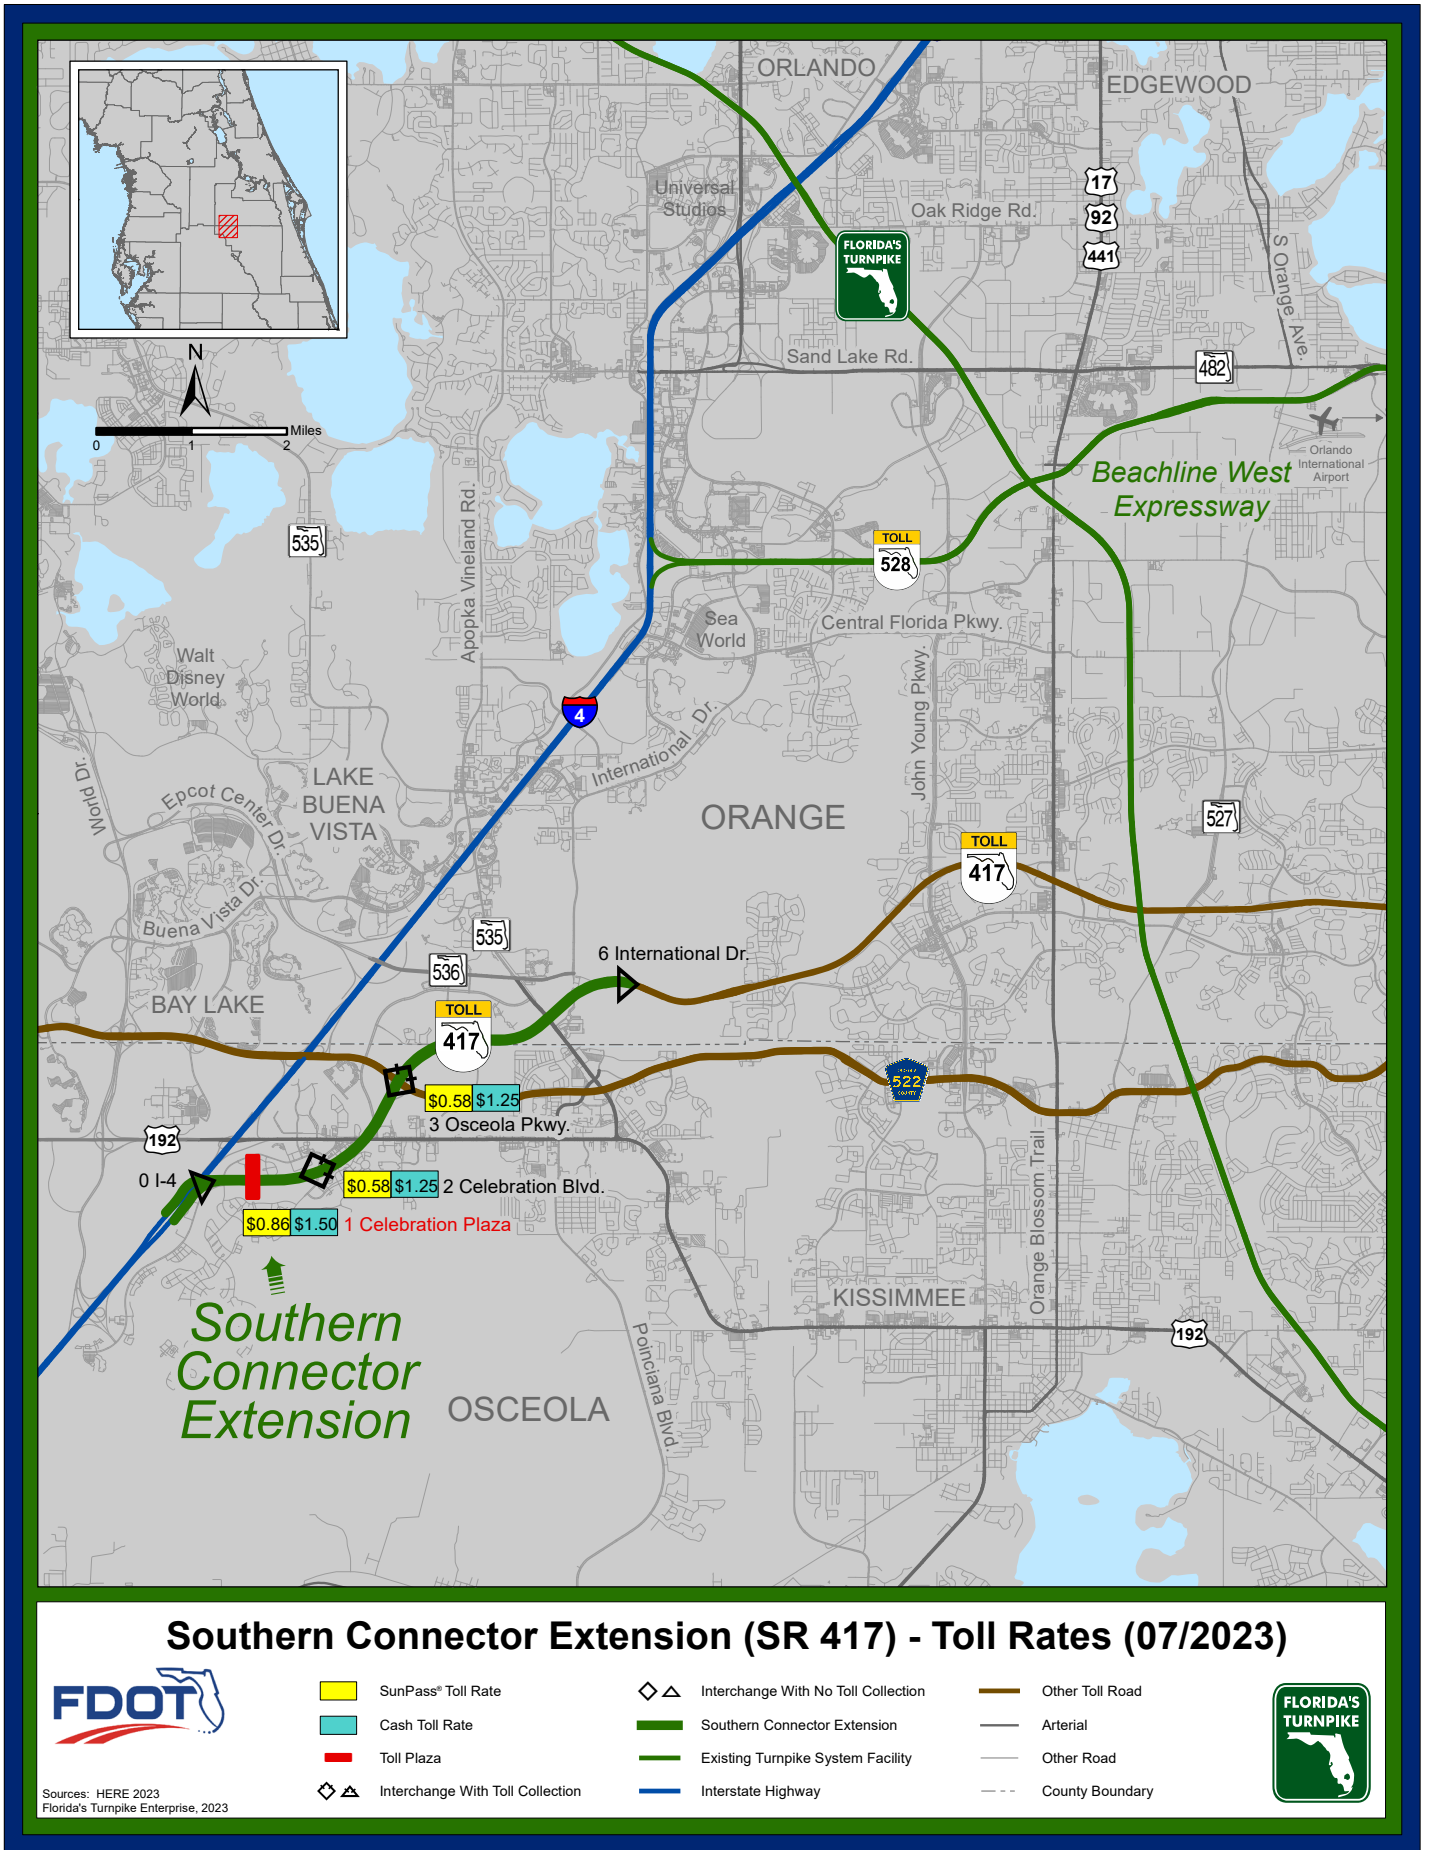 ORLANDO
EDGEWOOD
17
92
441
Universal
Studios
Oak Ridge Rd.
FLORIDA'S
TURNPIKE
S Orange Ave.
N
Miles
0 1 2
Sand Lake Rd.
482
Orlando
International
Airport
Beachline West
Expressway
535
Apopka Vineland Rd.
TOLL
528
Sea
World
Central Florida Pkwy.
Walt
Disney
World
4
International Dr.
John Young Pkwy.
World Dr.
Epcot Center Dr.
LAKE
BUENA
VISTA
ORANGE
527
TOLL
417
Buena Vista Dr.
535
536
6 International Dr.
BAY LAKE
TOLL
417
522
COUNTY
$0.58 $1.25
3 Osceola Pkwy.
192
0 I-4
$0.58 $1.25 2 Celebration Blvd.
$0.86 $1.50 1 Celebration Plaza
Orange Blossom Trail
Southern
Connector
Extension
KISSIMMEE
192
Poinciana Blvd.
OSCEOLA
Southern Connector Extension (SR 417) - Toll Rates (07/2023)
FDOT
SunPass® Toll Rate
Cash Toll Rate
Toll Plaza
Interchange With Toll Collection
Interchange With No Toll Collection
Southern Connector Extension
Existing Turnpike System Facility
Interstate Highway
Other Toll Road
Arterial
Other Road
County Boundary
FLORIDA'S
TURNPIKE
Sources: HERE 2023
Florida's Turnpike Enterprise, 2023